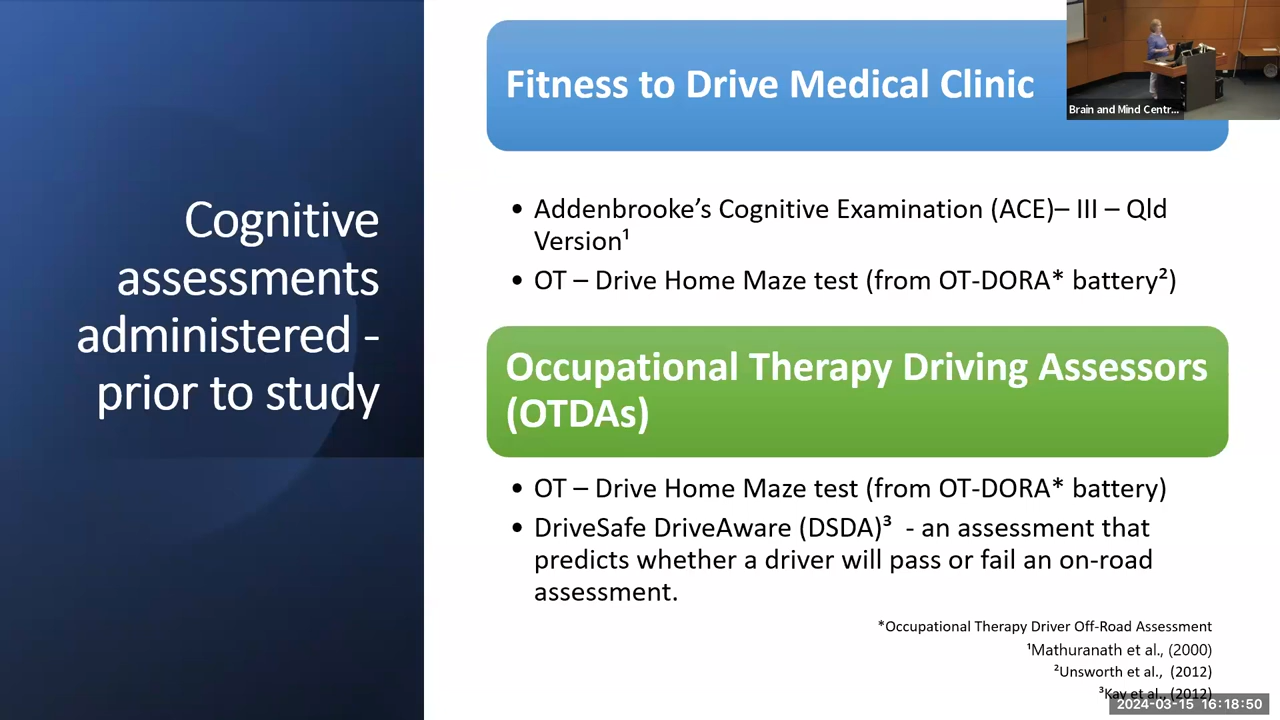 Cognitive
assessments
administered -
prior to study
Fitness to Drive Medical Clinic
Brain and Mind Centr...
• Addenbrooke's Cognitive Examination (ACE)– III – Qld
Version¹
• OT – Drive Home Maze test (from OT-DORA* battery²)
Occupational Therapy Driving Assessors
(OTDAs)
• OT – Drive Home Maze test (from OT-DORA* battery)
• DriveSafe DriveAware (DSDA)³ - an assessment that
predicts whether a driver will pass or fail an on-road
assessment.
*Occupational Therapy Driver Off-Road Assessment
¹Mathuranath et al., (2000)
²Unsworth et al., (2012)
³Kay et al., (2012)
2024-03-15 16:18:50